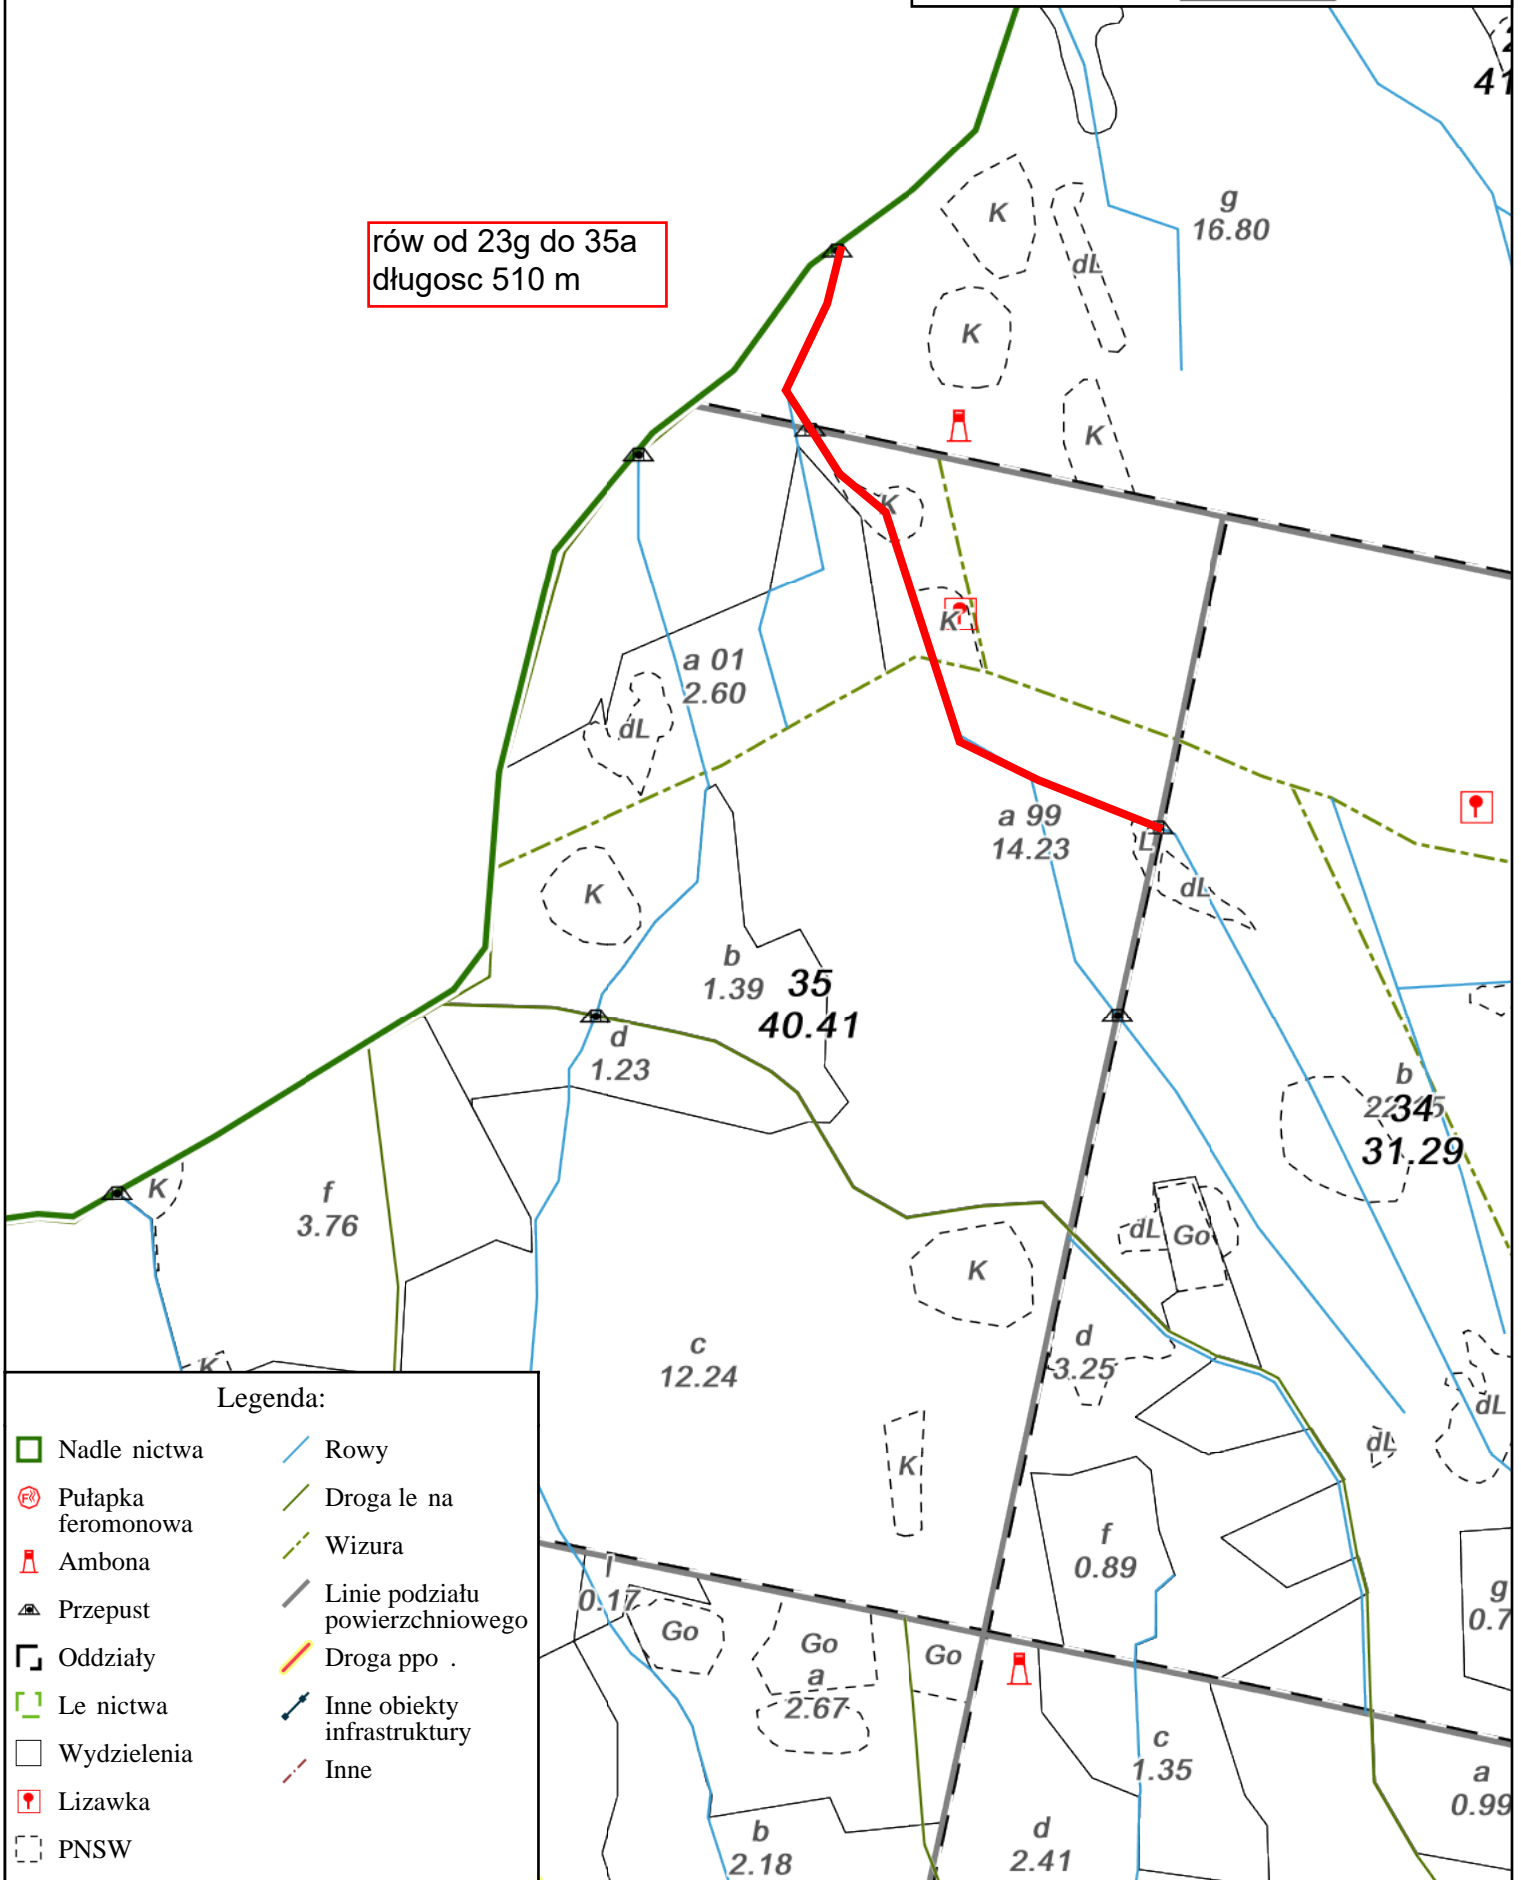 41
g
16.80
K
dL
rów od 23g do 35a
długosc 510 m
K
K
K
K
a 01
2.60
dL
a 99
14.23
L
dL
K
b
1.39
35
40.41
d
1.23
b
34
31.29
K
f
3.76
dL
Go
K
c
12.24
d
3.25
K
dL
dL
K
f
0.89
l
0.17
Go
Go
a
2.67
Go
g
0.7
c
1.35
a
0.99
b
2.18
d
2.41
Legenda:
Nadle nictwa
Pułapka
feromonowa
Ambona
Przepust
Oddziały
Le nictwa
Wydzielenia
Lizawka
PNSW
Rowy
Droga le na
Wizura
Linie podziału
powierzchniowego
Droga ppo .
Inne obiekty
infrastruktury
Inne